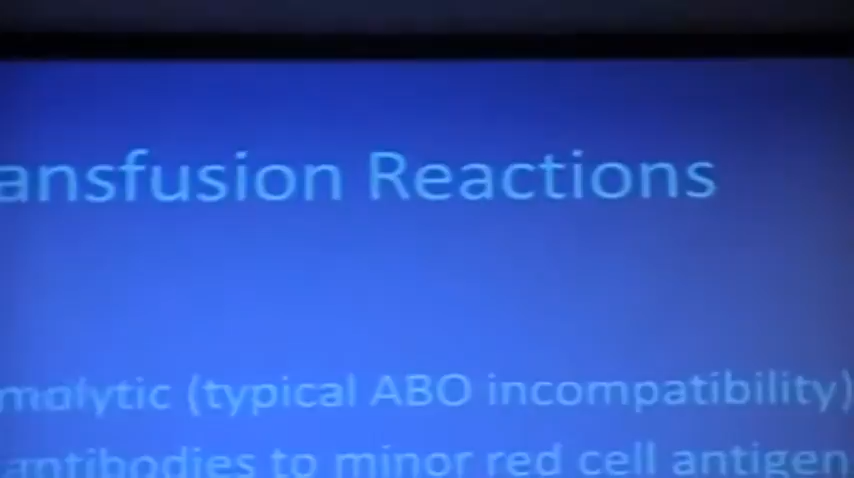 ansfusion Reactions
molytic (typical ABO incompatibility)
antibodies to minor red cell antigen